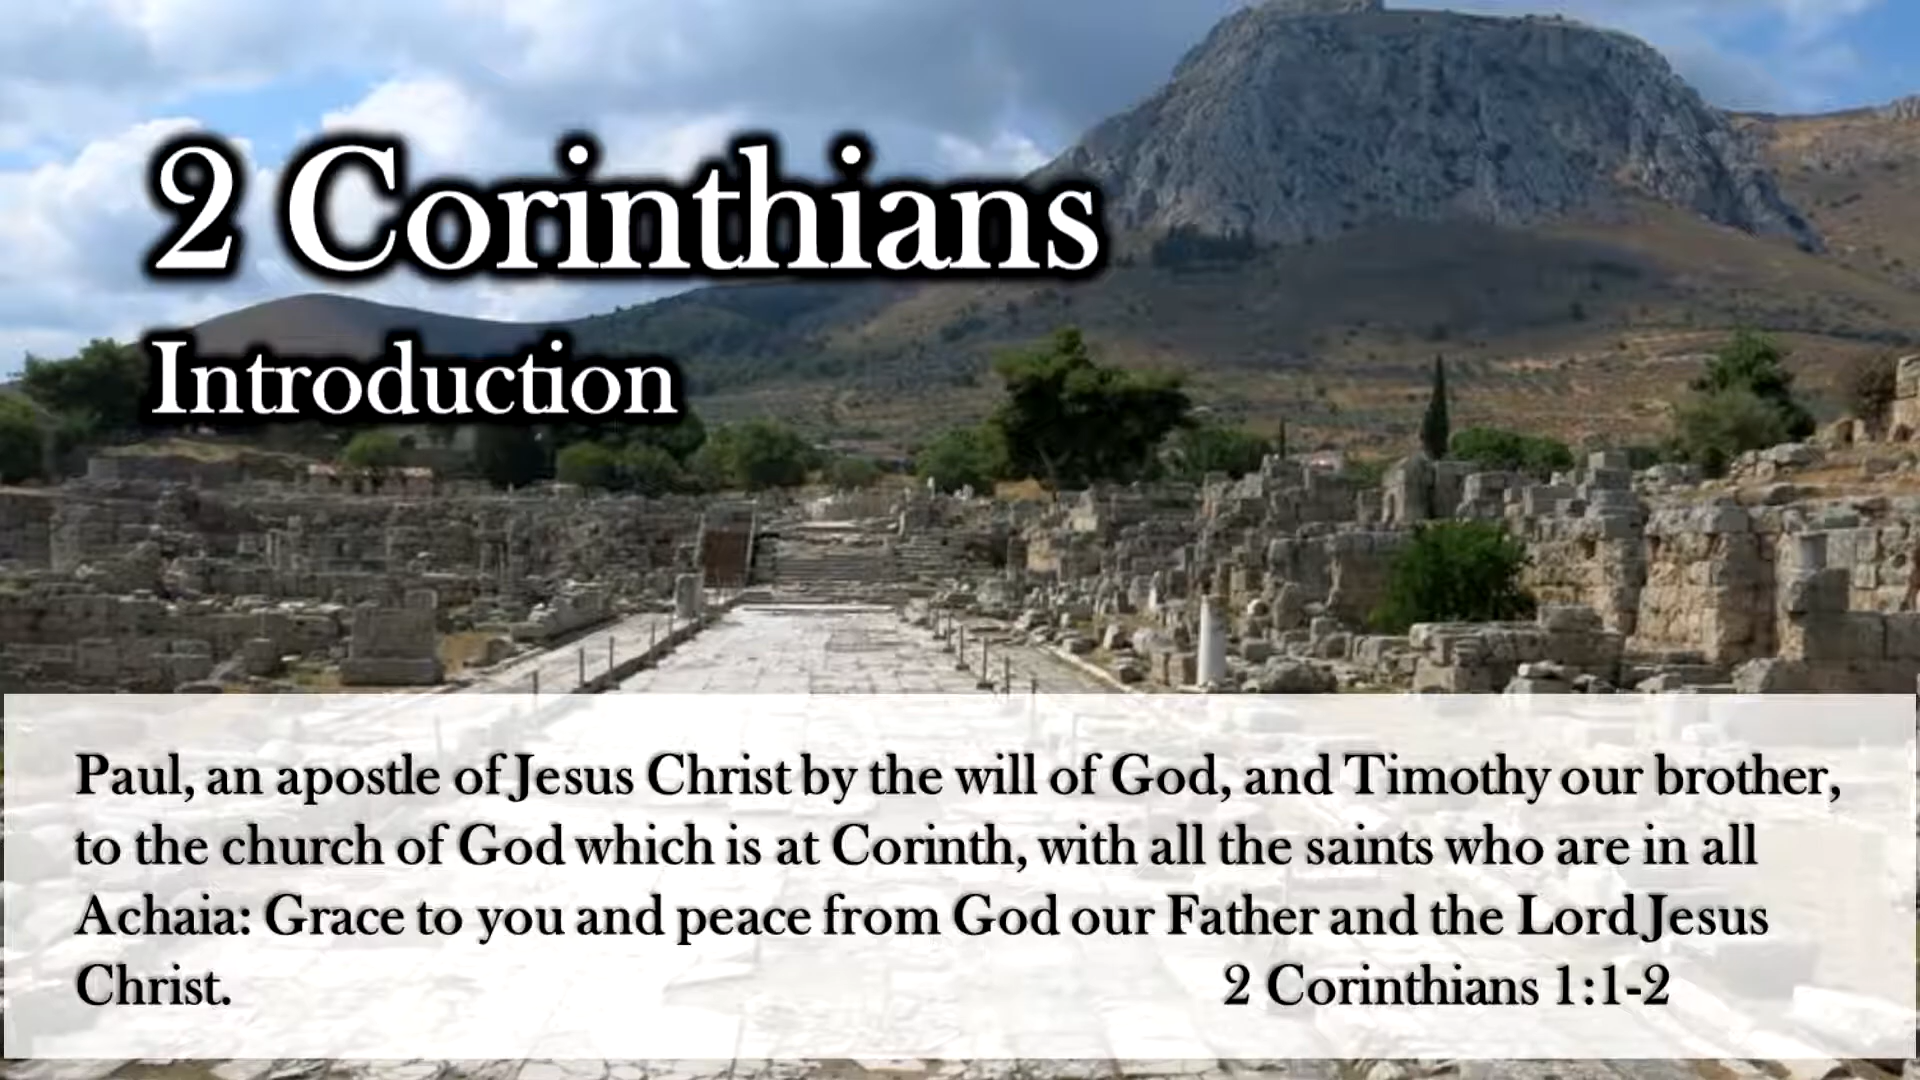 2 Corinthians
Introduction
Paul, an apostle of Jesus Christ by the will of God, and Timothy our brother,
to the church of God which is at Corinth, with all the saints who are in all
Achaia: Grace to you and peace from God our Father and the Lord Jesus
Christ. 2 Corinthians 1:1-2